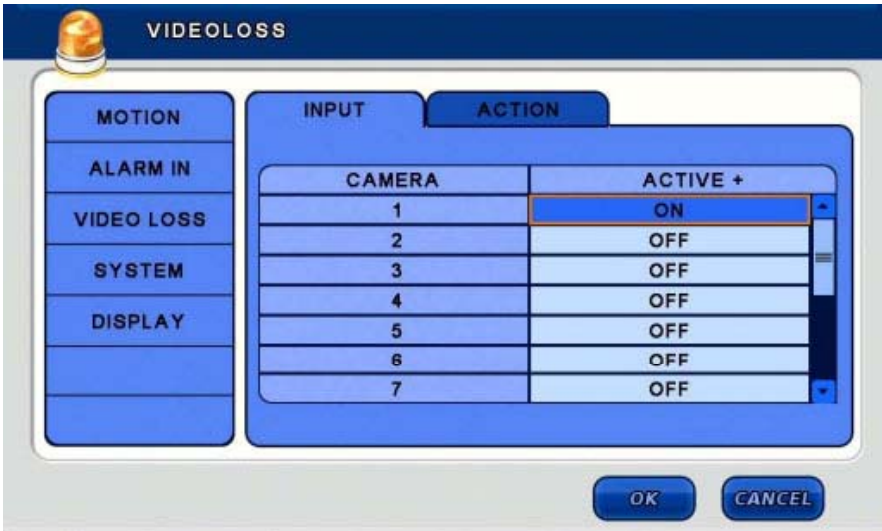 VIDEOLOSS
MOTION
ALARM IN
VIDEO LOSS
SYSTEM
DISPLAY
INPUT ACTION
CAMERA ACTIVE +
1 ON
2 OFF
3 OFF
4 OFF
5 OFF
6 OFF
7 OFF
OK CANCEL